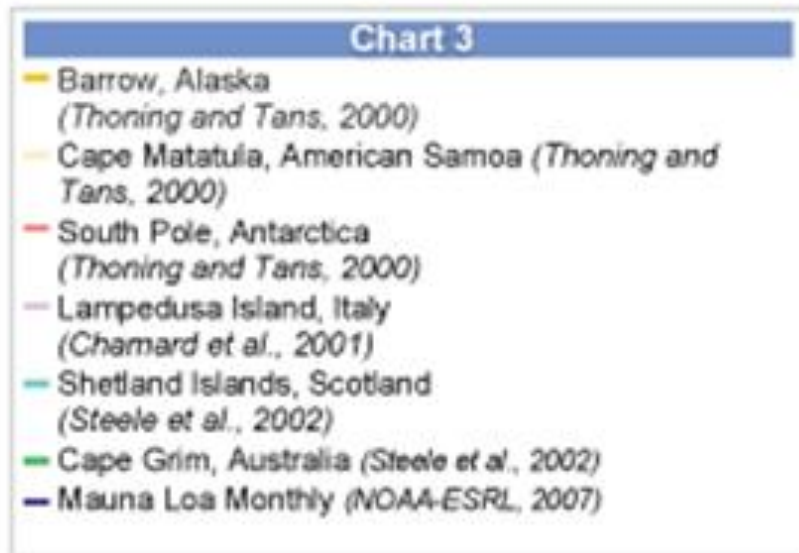 Chart 3
Barrow, Alaska
(Thoning and Tans, 2000)
Cape Matatula, American Samoa (Thoning and
Tans, 2000)
South Pole, Antarctica
(Thoning and Tans, 2000)
Lampedusa Island, Italy
(Chamard et al., 2001)
Shetland Islands, Scotland
(Steele et al., 2002)
Cape Grim, Australia (Steele et al., 2002)
Mauna Loa Monthly (NOAA-ESRL, 2007)